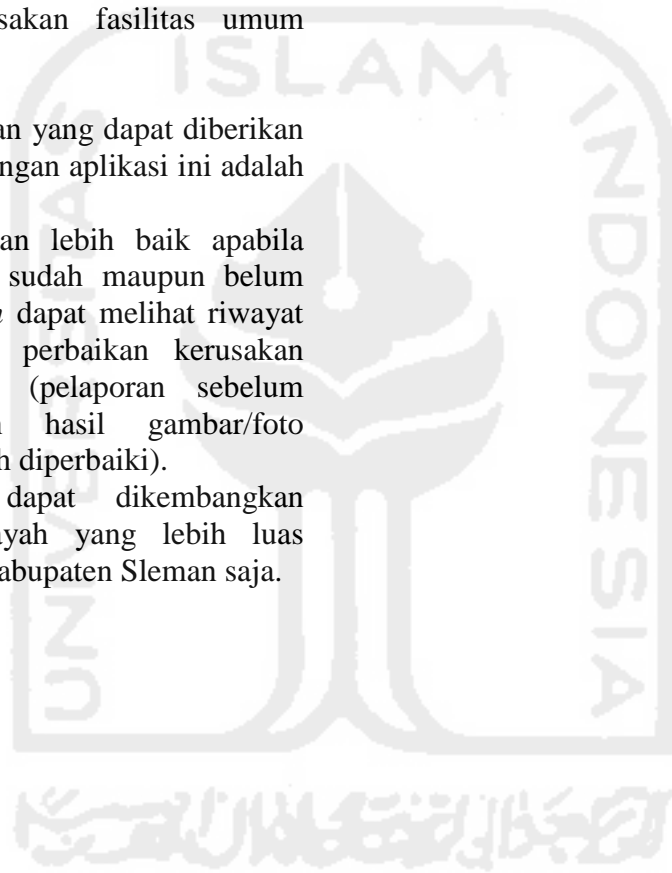 sakan fasilitas umum
an yang dapat diberikan
ngan aplikasi ini adalah
an lebih baik apabila
sudah maupun belum
dapat melihat riwayat
perbaikan kerusakan
(pelaporan sebelum
hasil gambar/foto
h diperbaiki).
dapat dikembangkan
ayah yang lebih luas
abupaten Sleman saja.
ISLAM
UNIVERSITAS
INDONESIA